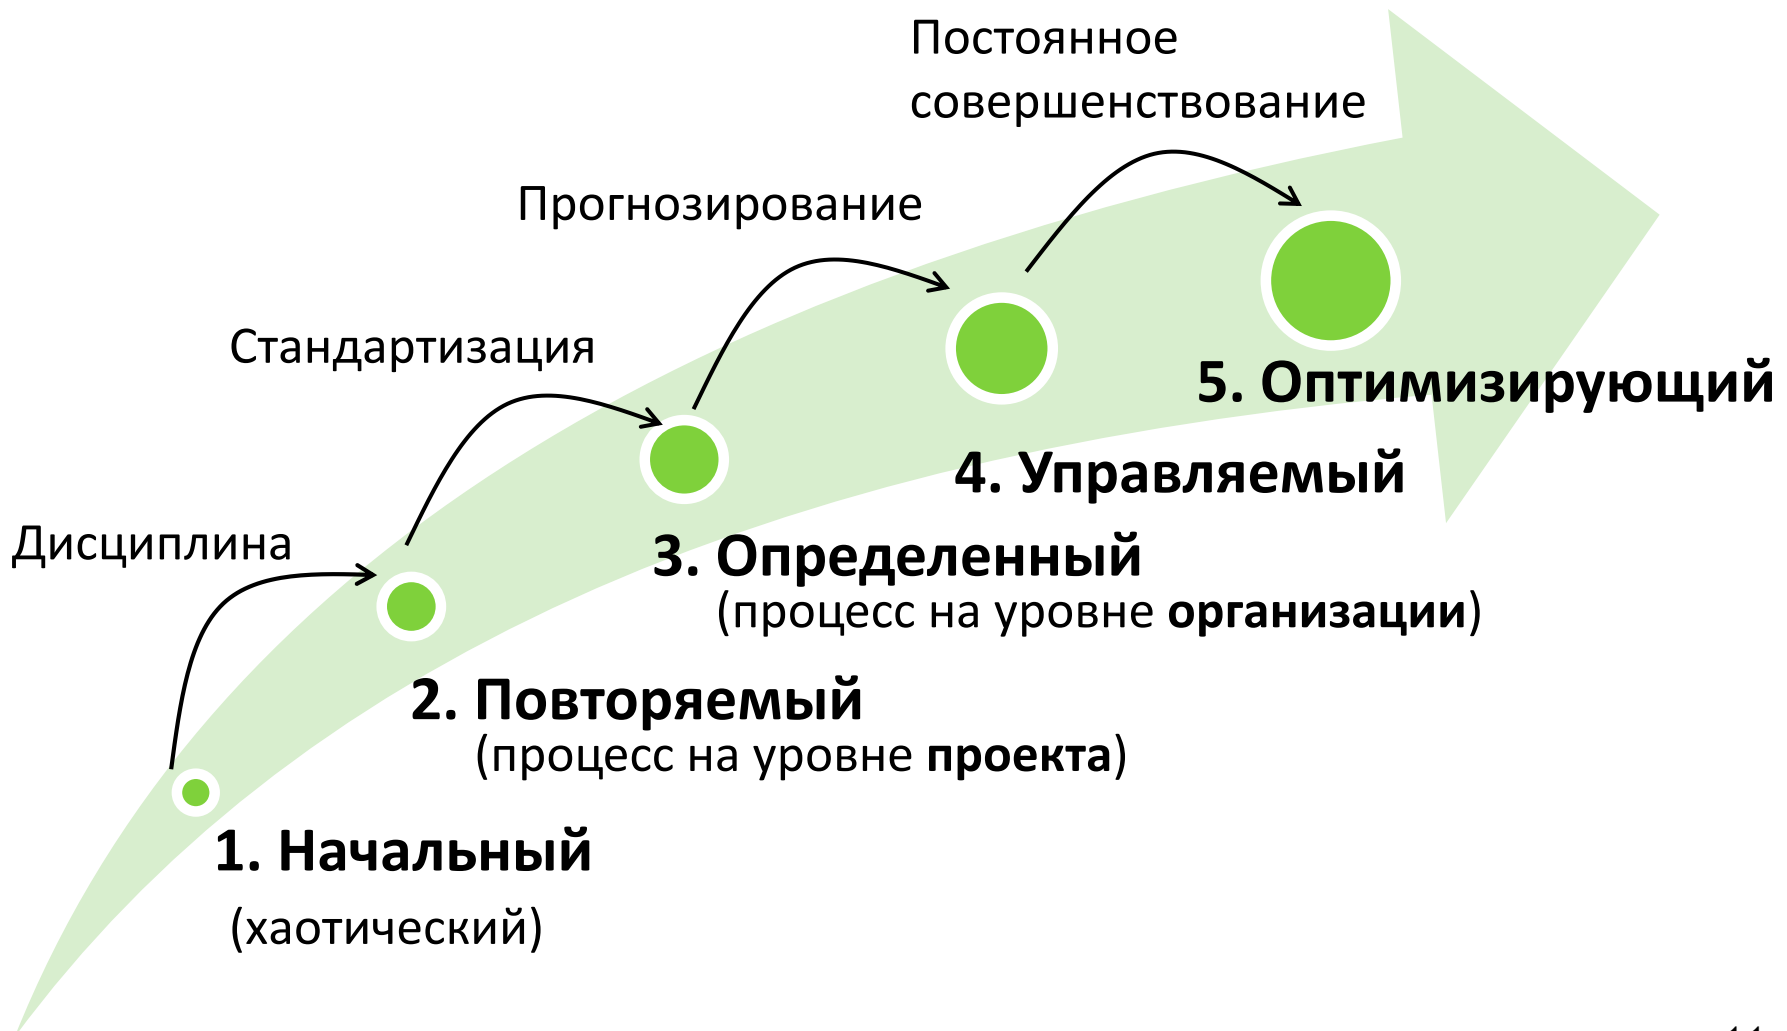 Постоянное
совершенствование
Прогнозирование
Стандартизация
Дисциплина
5. Оптимизирующий
4. Управляемый
3. Определенный
(процесс на уровне организации)
2. Повторяемый
(процесс на уровне проекта)
1. Начальный
(хаотический)